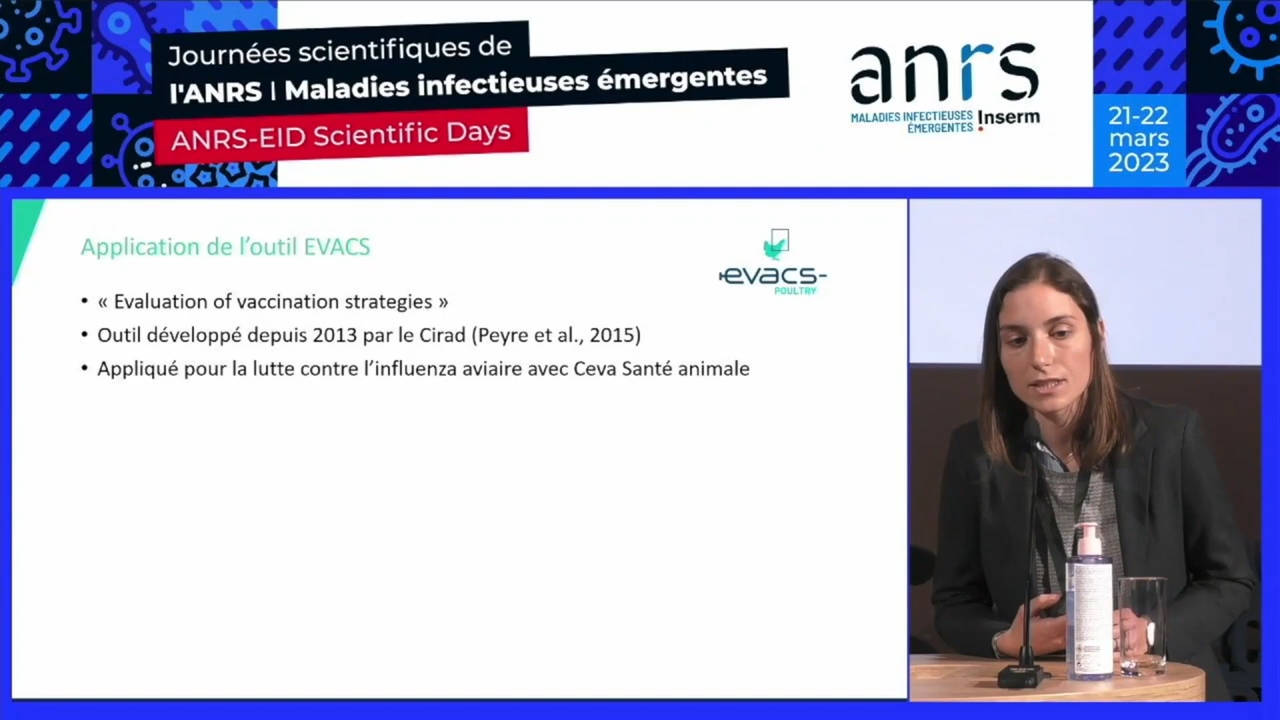 Journées scientifiques de
l'ANRS | Maladies infectieuses émergentes
ANRS-EID Scientific Days
anrs
MALADIES INFECTIEUSES
ÉMERGENTES
Inserm
21-22
mars
2023
Application de l'outil EVACS
evacs-
POULTRY
• « Evaluation of vaccination strategies »
• Outil développé depuis 2013 par le Cirad (Peyre et al., 2015)
• Appliqué pour la lutte contre l'influenza aviaire avec Ceva Santé animale